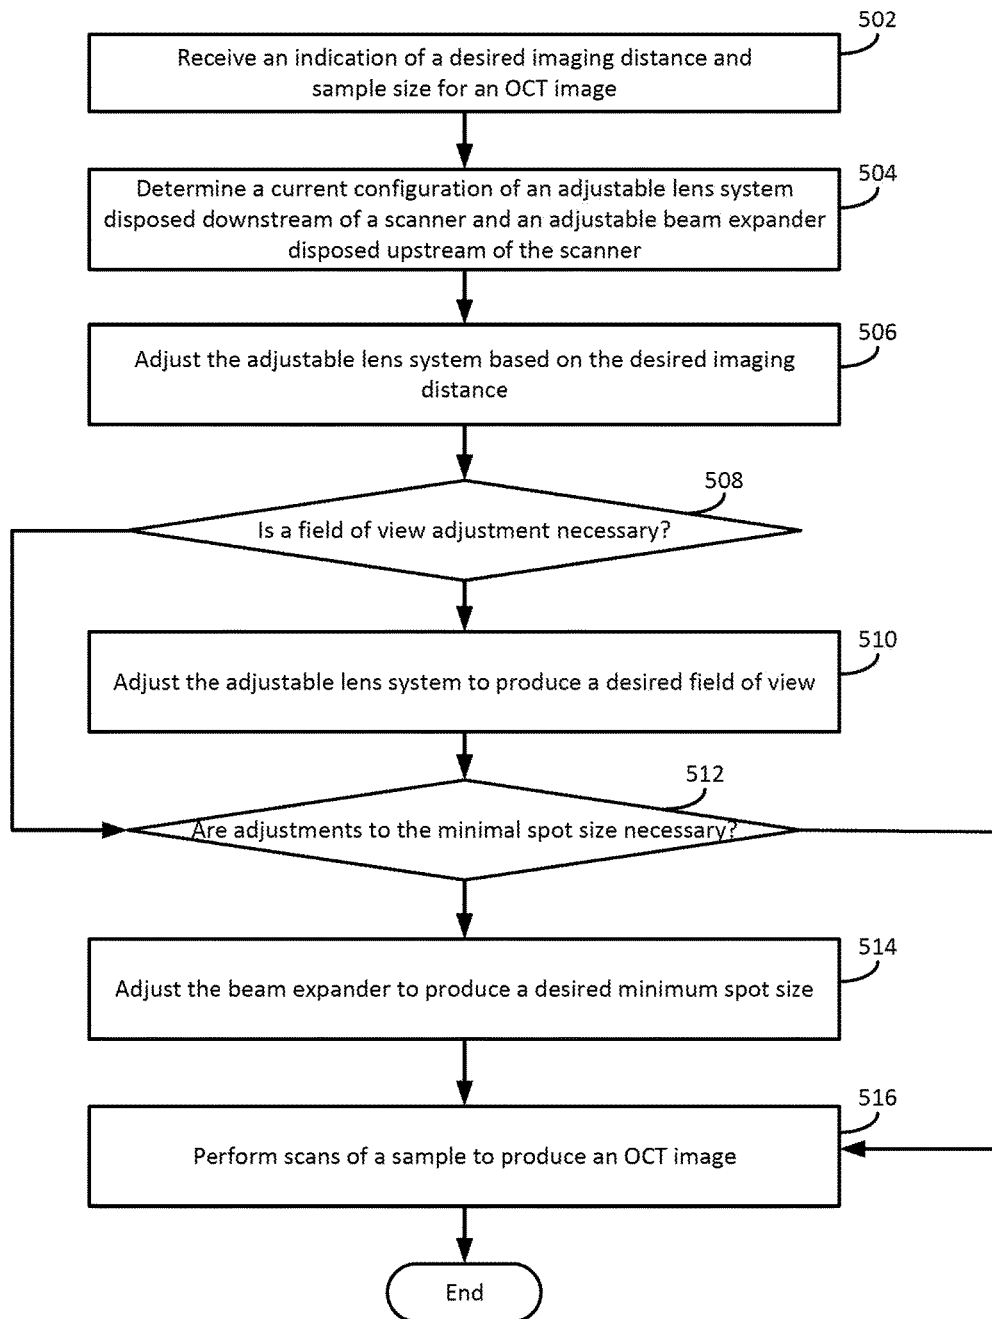 502
Receive an indication of a desired imaging distance and
sample size for an OCT image
504
Determine a current configuration of an adjustable lens system
disposed downstream of a scanner and an adjustable beam expander
disposed upstream of the scanner
506
Adjust the adjustable lens system based on the desired imaging
distance
508
Is a field of view adjustment necessary?
510
Adjust the adjustable lens system to produce a desired field of view
512
Are adjustments to the minimal spot size necessary?
514
Adjust the beam expander to produce a desired minimum spot size
516
Perform scans of a sample to produce an OCT image
End